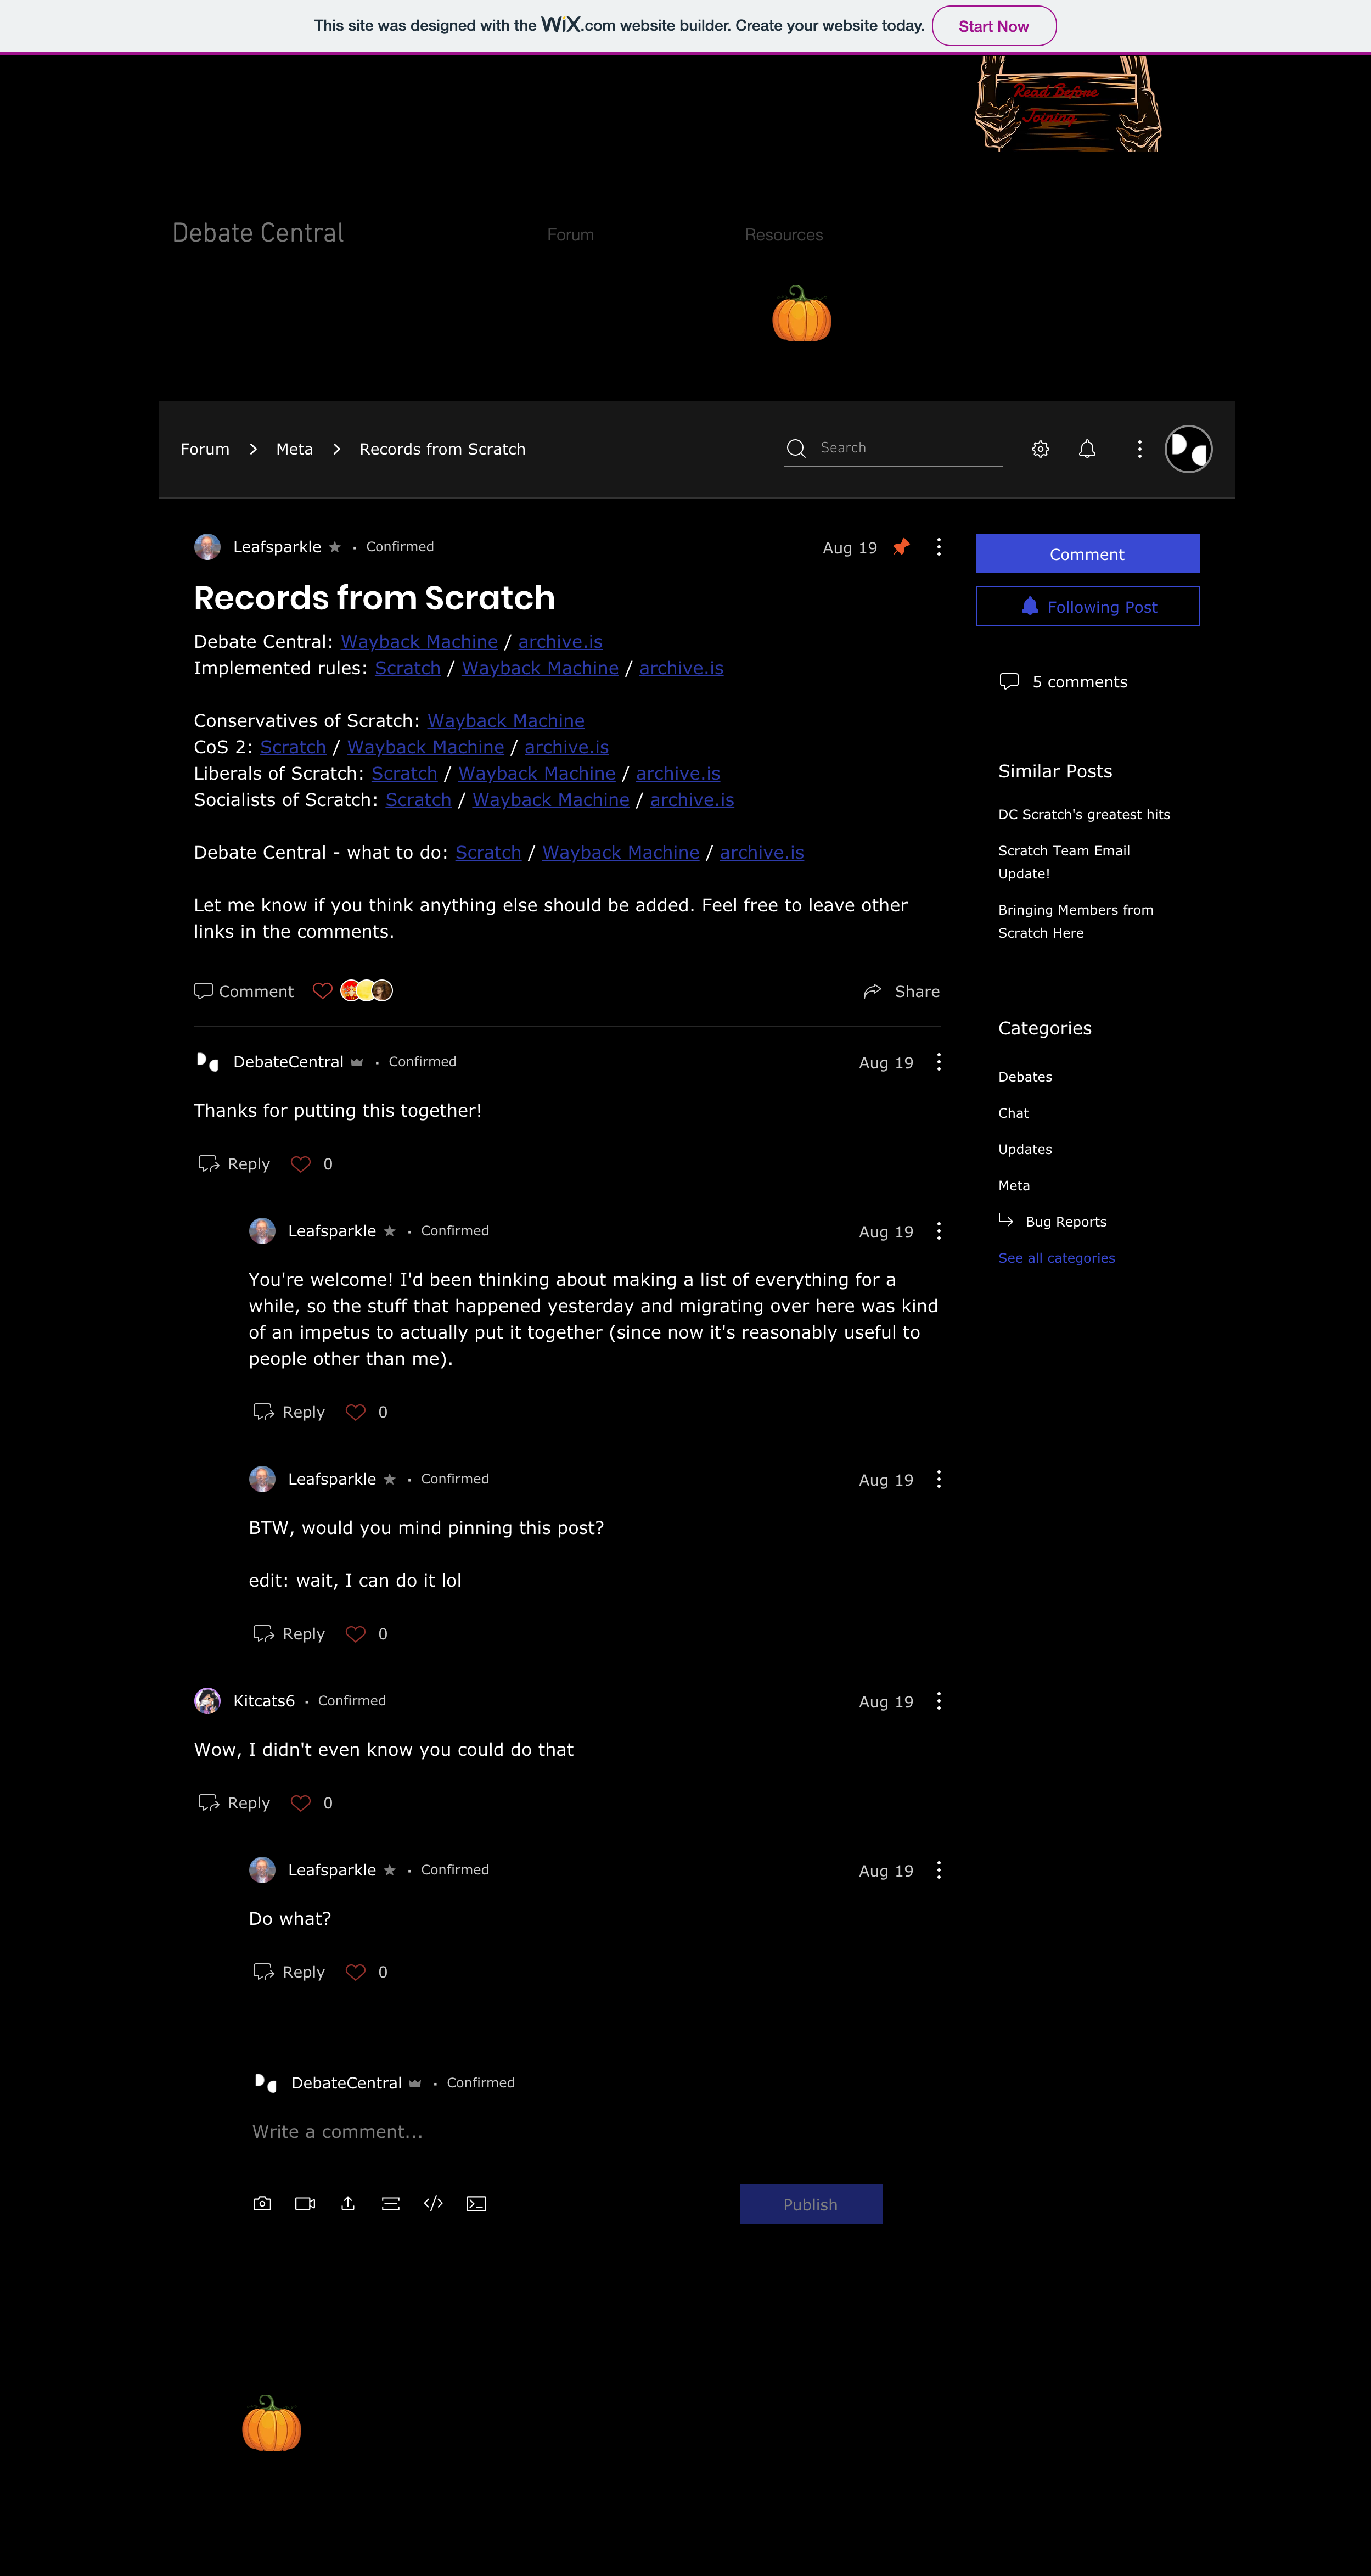 This site was designed with the WiX.com website builder. Create your website today. Start Now
Read Before
Joining
Debate Central Forum Resources
Forum > Meta > Records from Scratch Search
Leafsparkle • Confirmed Aug 19
Comment
Following Post
5 comments
Records from Scratch
Debate Central: Wayback Machine / archive.is
Implemented rules: Scratch / Wayback Machine / archive.is
Conservatives of Scratch: Wayback Machine
CoS 2: Scratch / Wayback Machine / archive.is
Liberals of Scratch: Scratch / Wayback Machine / archive.is
Socialists of Scratch: Scratch / Wayback Machine / archive.is
Debate Central - what to do: Scratch / Wayback Machine / archive.is
Let me know if you think anything else should be added. Feel free to leave other
links in the comments.
Comment Share
Similar Posts
DC Scratch's greatest hits
Scratch Team Email
Update!
Bringing Members from
Scratch Here
Categories
Debates
Chat
Updates
Meta
Bug Reports
See all categories
DebateCentral • Confirmed Aug 19
Thanks for putting this together!
Reply 0
Leafsparkle • Confirmed Aug 19
You're welcome! I'd been thinking about making a list of everything for a
while, so the stuff that happened yesterday and migrating over here was kind
of an impetus to actually put it together (since now it's reasonably useful to
people other than me).
Reply 0
Leafsparkle • Confirmed Aug 19
BTW, would you mind pinning this post?
edit: wait, I can do it lol
Reply 0
Kitcats6 • Confirmed Aug 19
Wow, I didn't even know you could do that
Reply 0
Leafsparkle • Confirmed Aug 19
Do what?
Reply 0
DebateCentral • Confirmed
Write a comment...
Publish